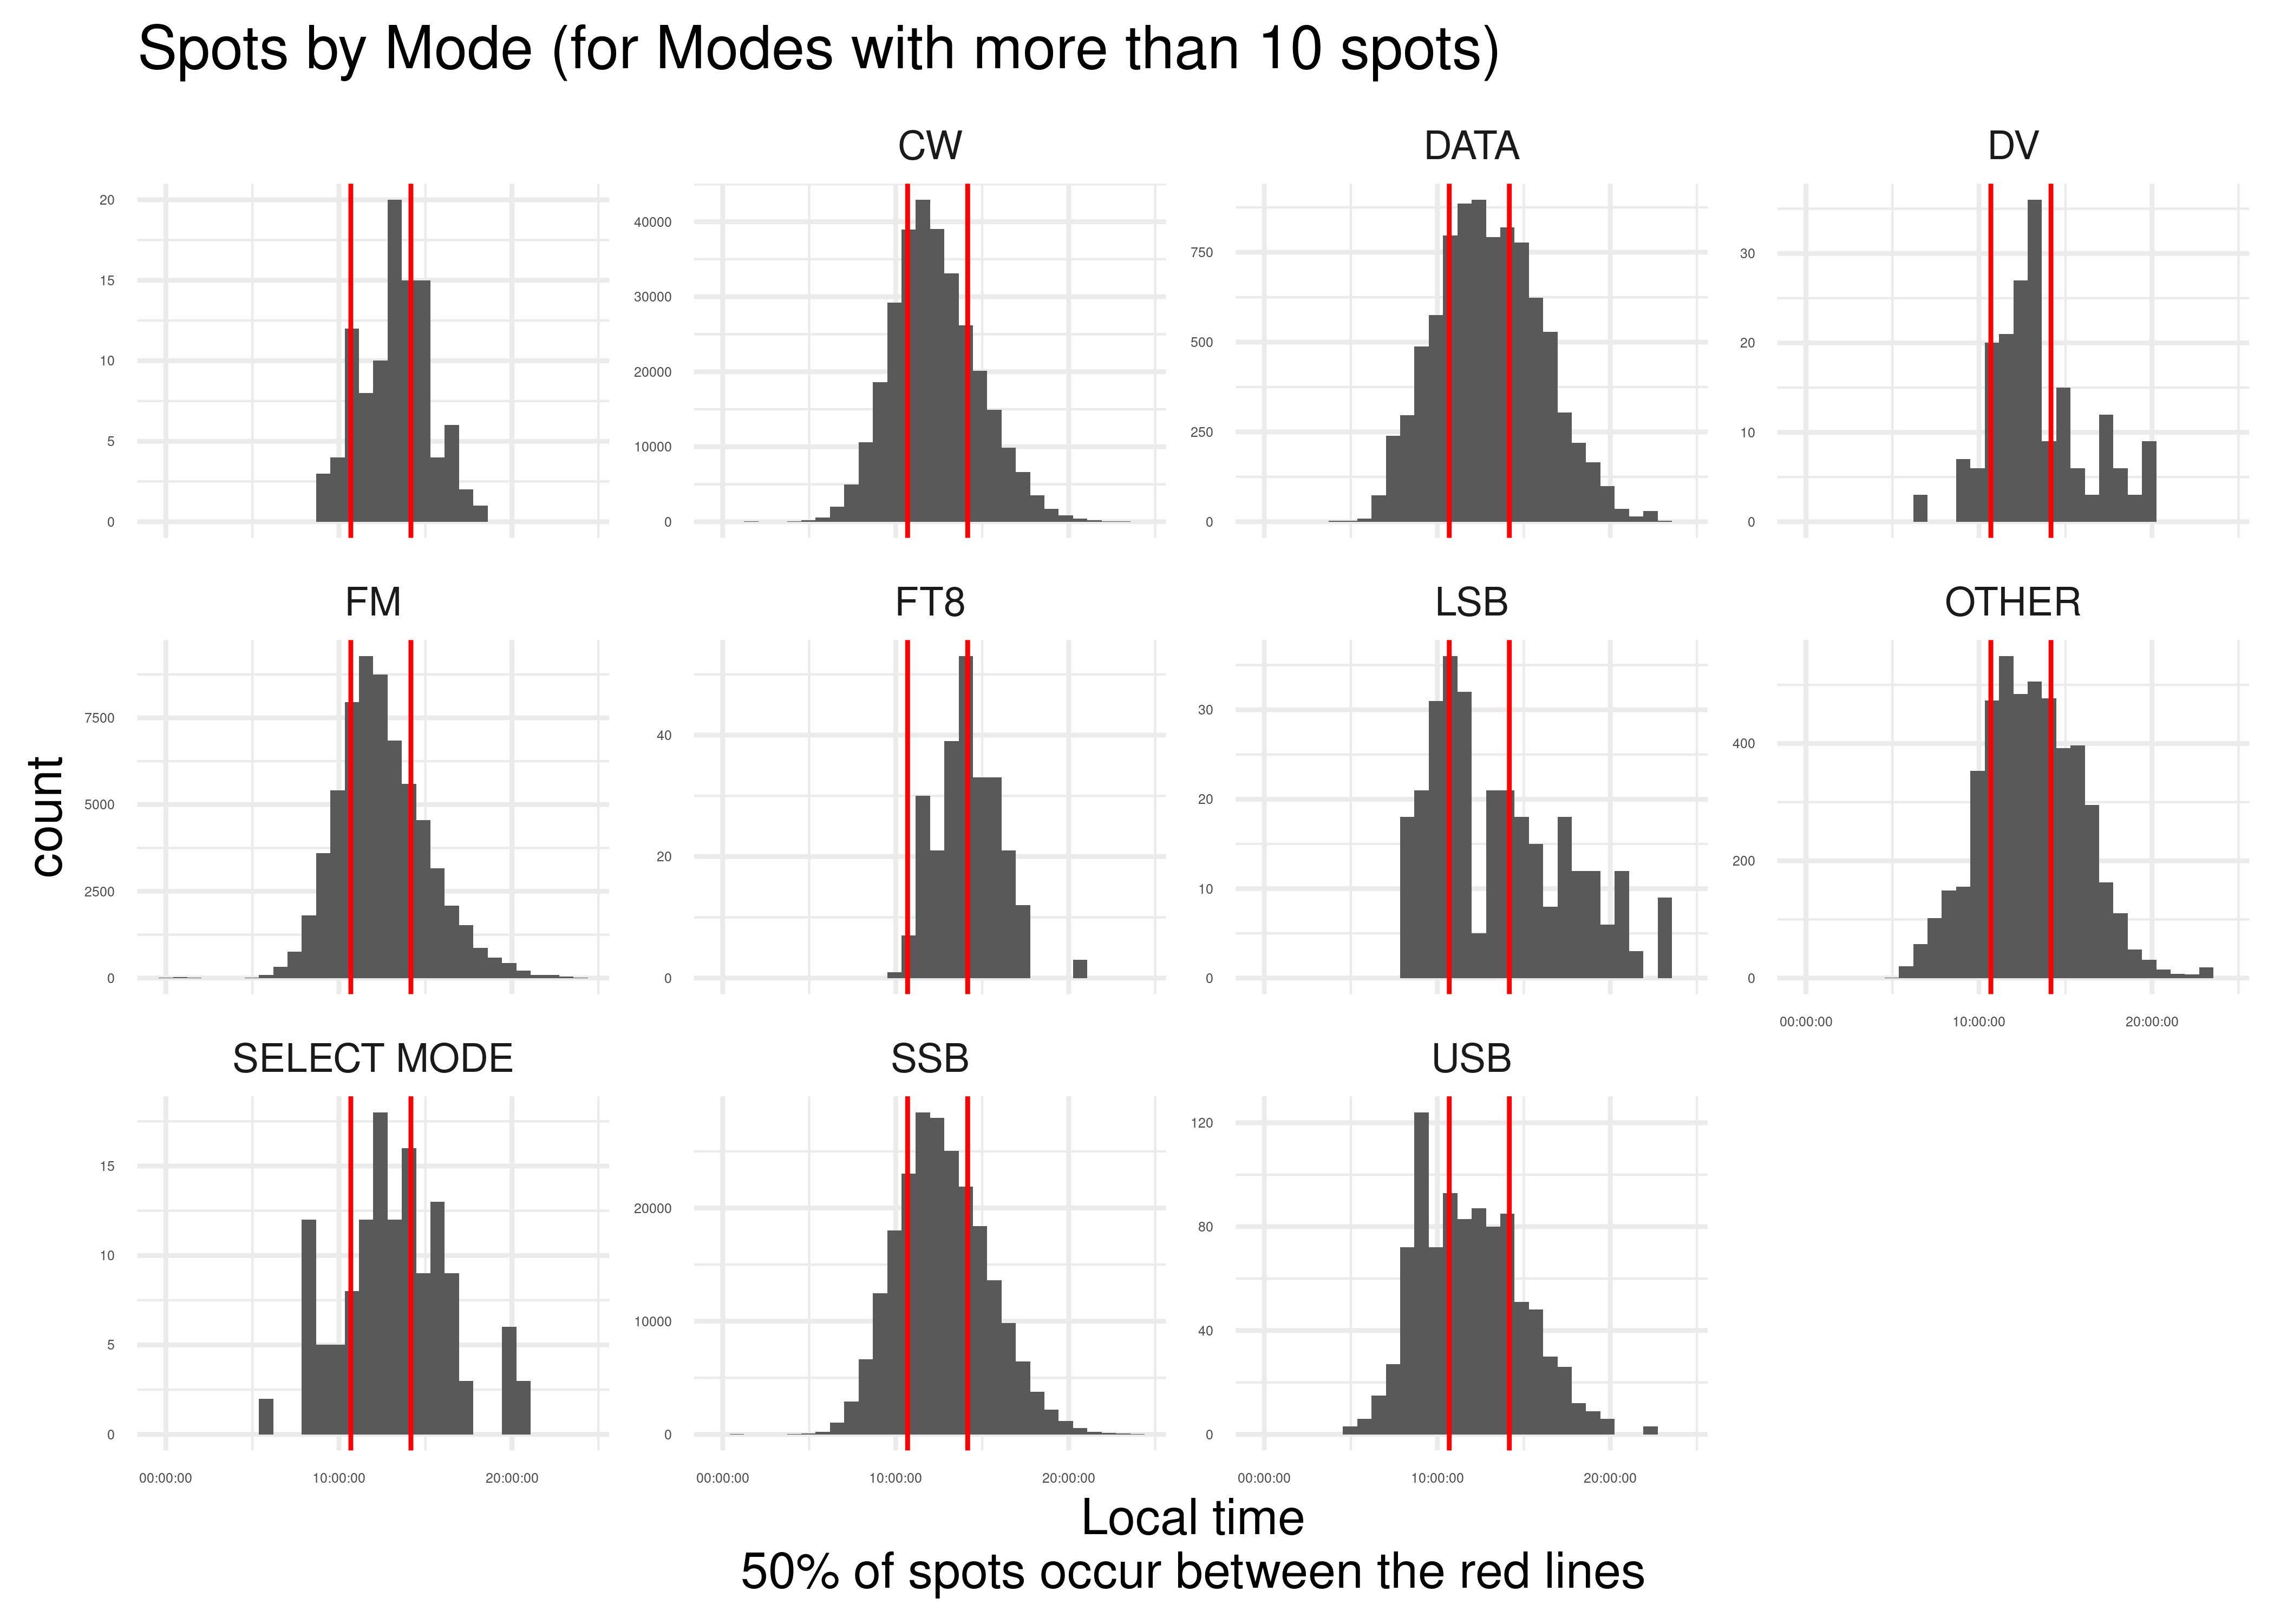 Spots by Mode (for Modes with more than 10 spots)
CW
DATA
DV
20
15
10
5
0
40000
30000
20000
10000
0
750
500
250
0
30
20
10
0
FM
FT8
LSB
OTHER
count
7500
5000
2500
0
40
20
0
30
20
10
0
400
200
0
00:00:00 10:00:00 20:00:00
SELECT MODE
SSB
USB
15
10
5
0
20000
10000
0
120
80
40
0
00:00:00 10:00:00 20:00:00
00:00:00 10:00:00 20:00:00
00:00:00 10:00:00 20:00:00
Local time
50% of spots occur between the red lines